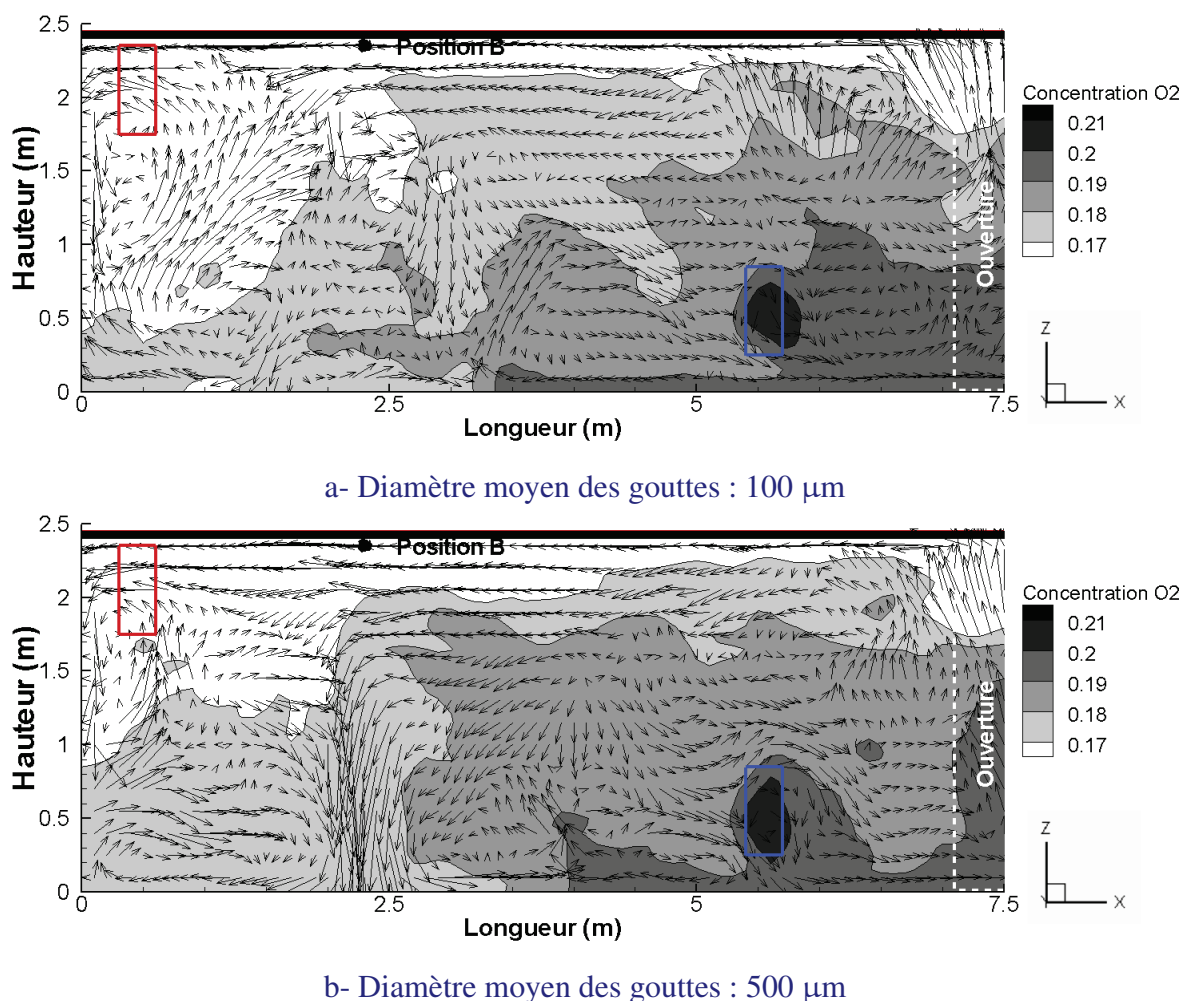 2.5
Position B
2
1.5
1
0.5
0
Hauteur (m)
0
2.5
5
7.5
Longueur (m)
Ouverture
Concentration O2
0.21
0.2
0.19
0.18
0.17
Z
Y
X
a- Diamètre moyen des gouttes : 100 μm
2.5
Position B
2
1.5
1
0.5
0
Hauteur (m)
0
2.5
5
7.5
Longueur (m)
Ouverture
Concentration O2
0.21
0.2
0.19
0.18
0.17
Z
Y
X
b- Diamètre moyen des gouttes : 500 μm